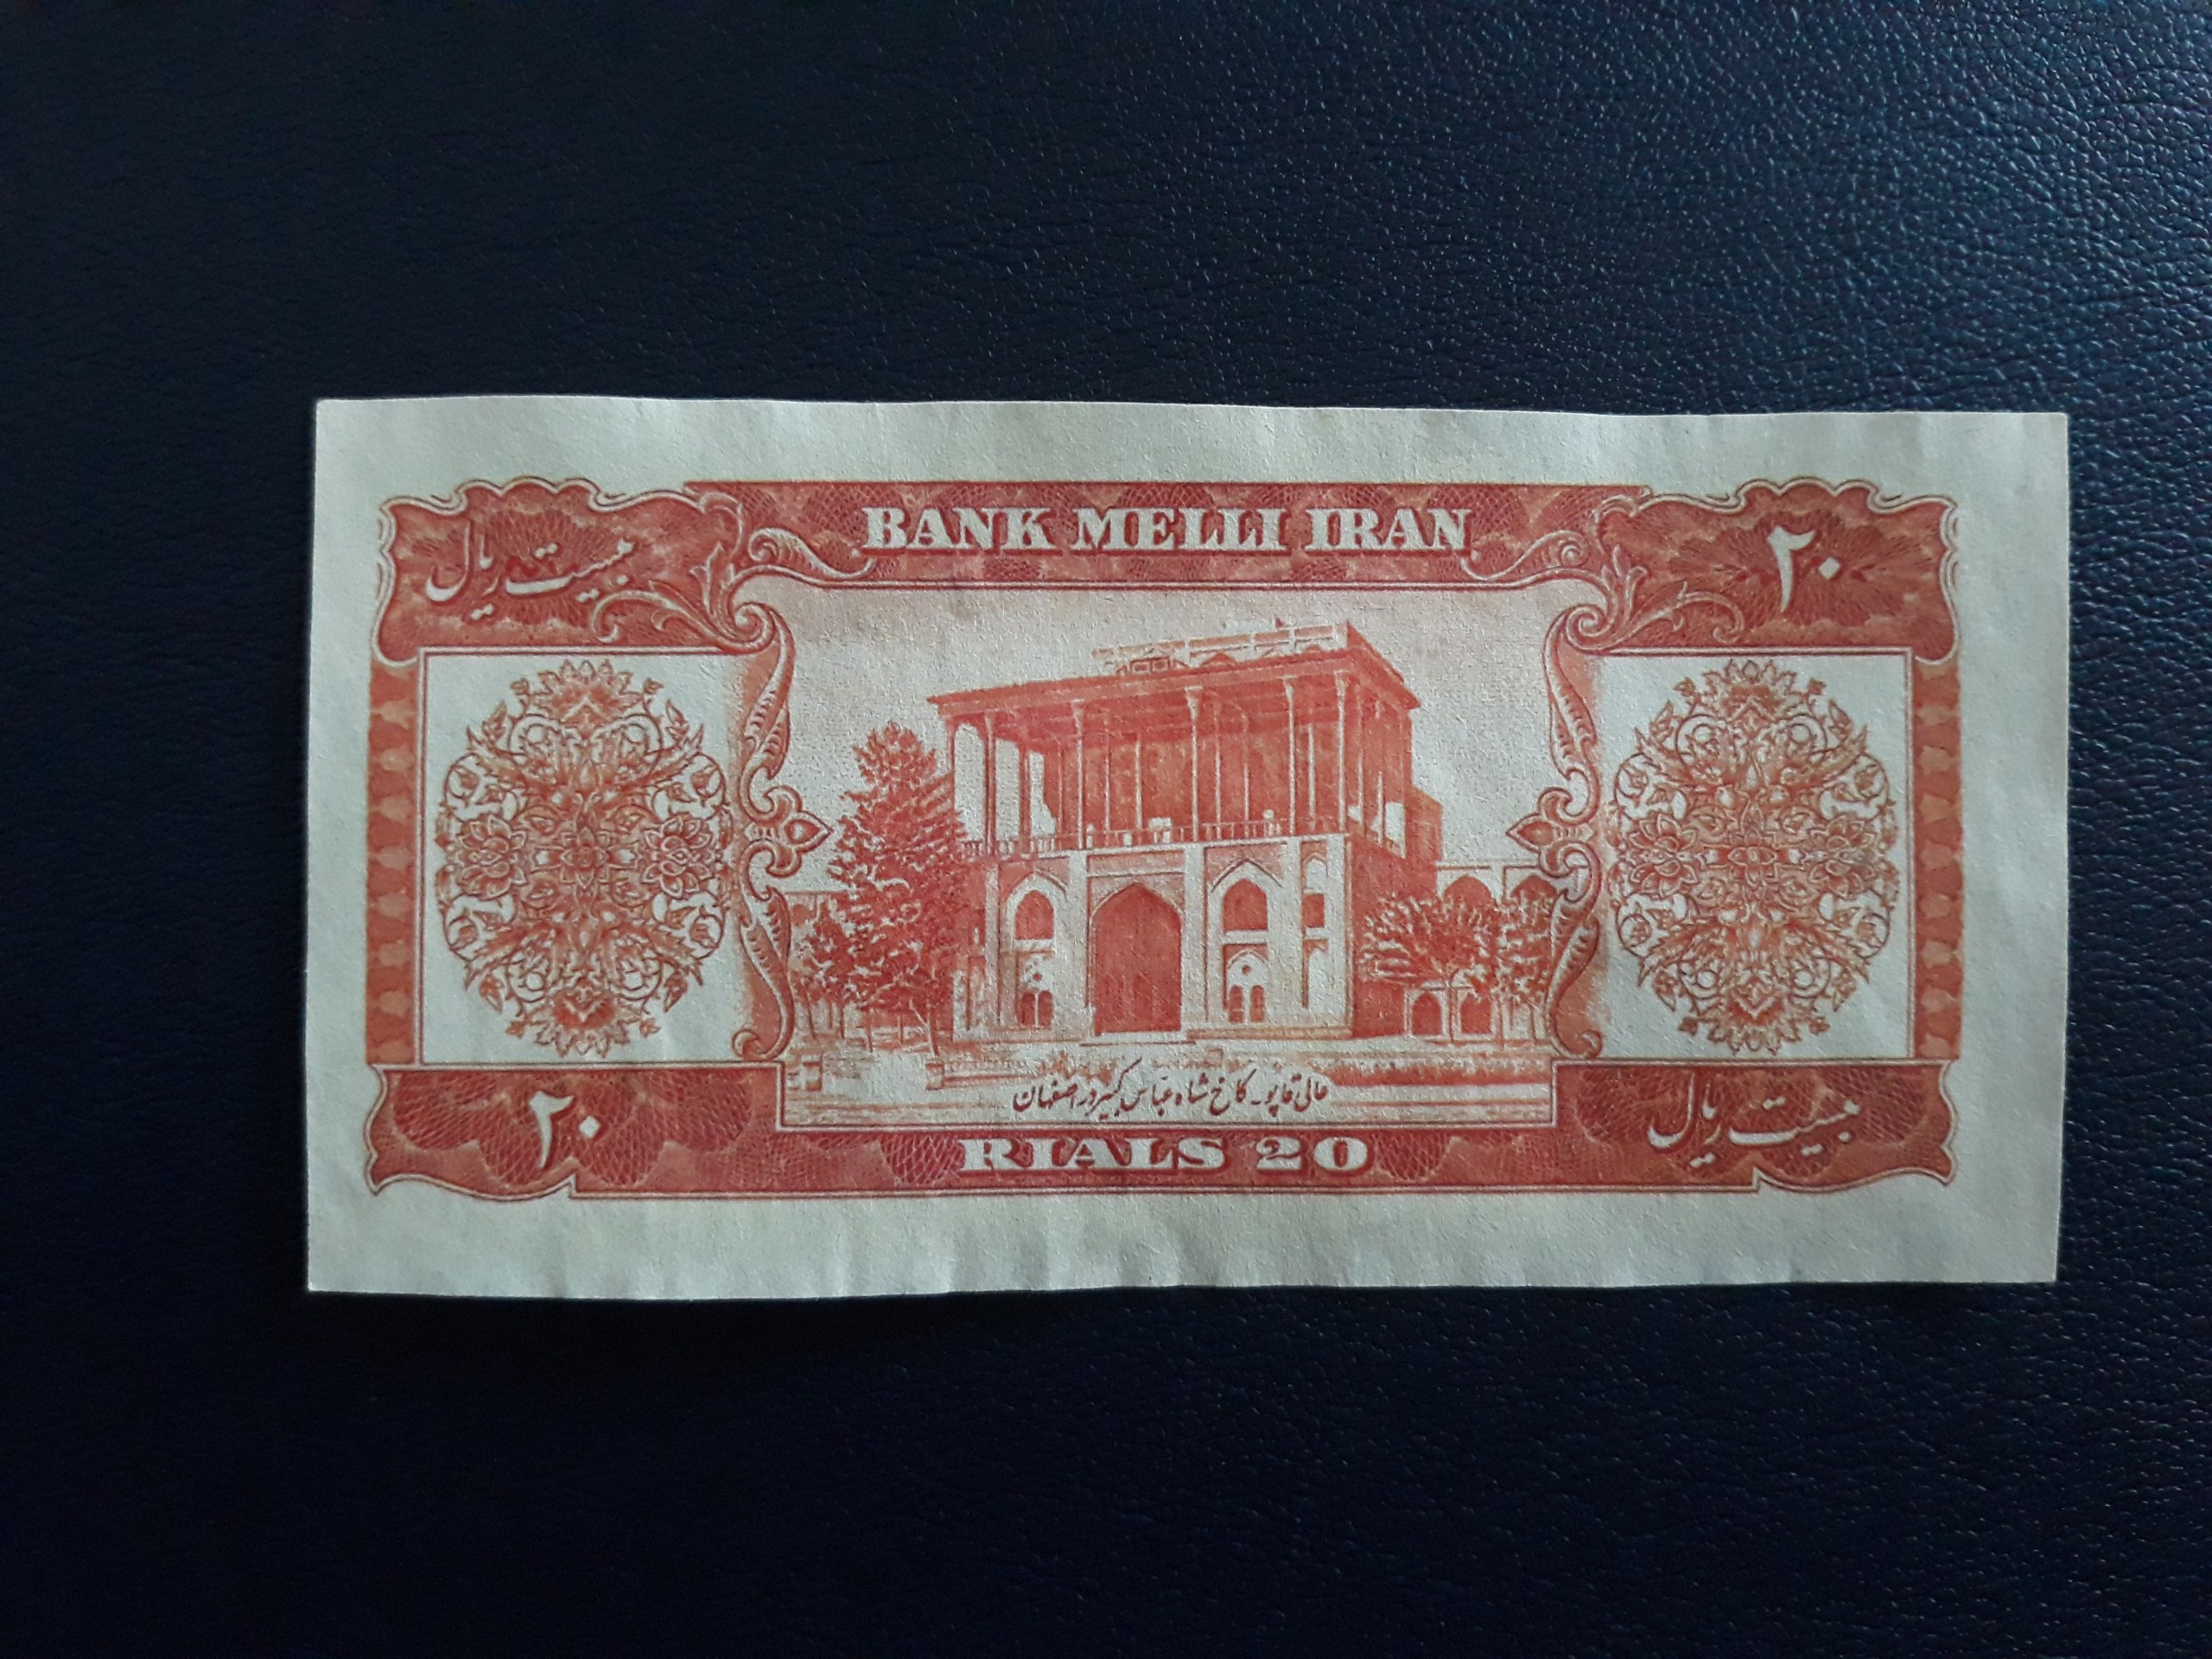 BANK MELLI IRAN
بیست ریال
۲۰
عالی قاپو ـ کاخ شاه عباس کبیر در اصفهان
۲۰
RIALS 20
بیست ریال